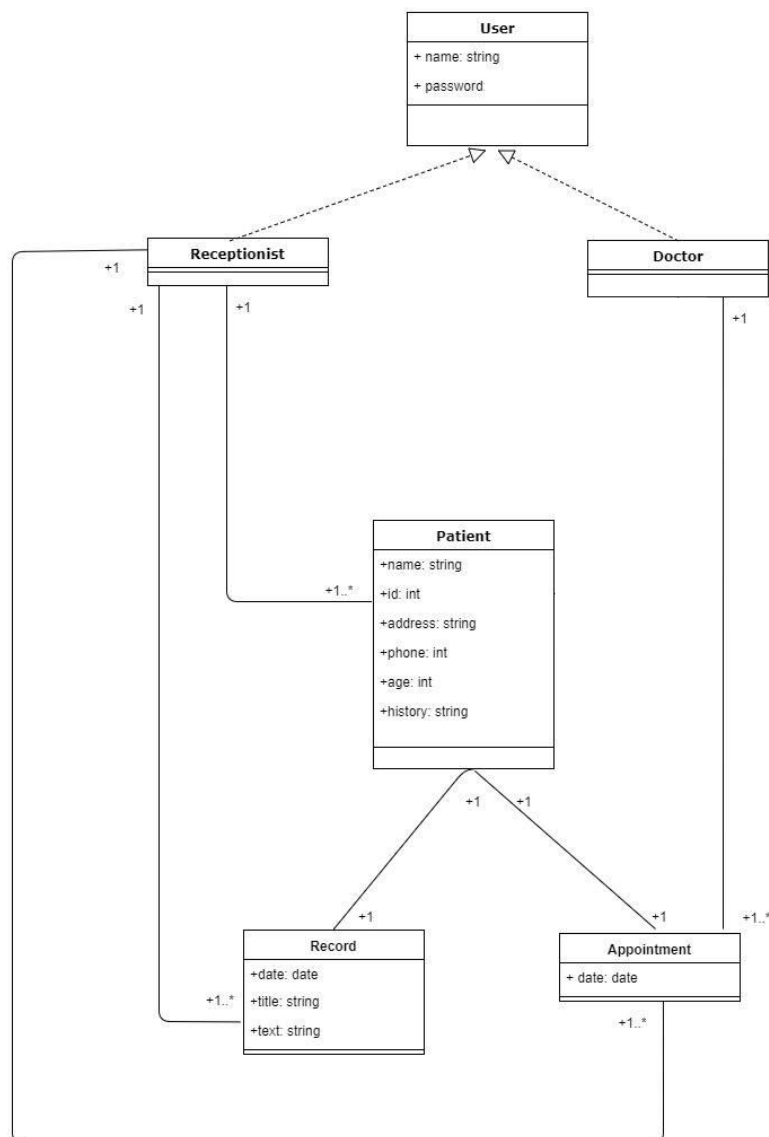 User
+ name: string
+ password
Receptionist
Doctor
+1
+1
+1
+1
Patient
+name: string
+id: int
+address: string
+phone: int
+age: int
+history: string
+1..*
+1
+1
+1
+1
+1..*
Record
+date: date
+title: string
+text: string
Appointment
+ date: date
+1..*
+1..*